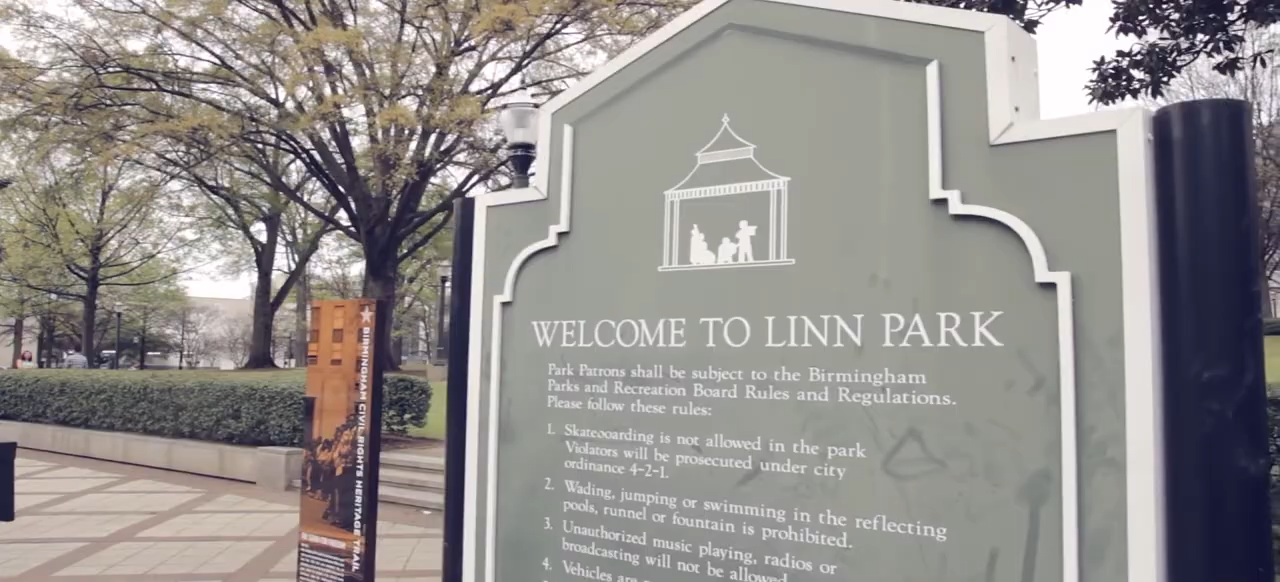 WELCOME TO LINN PARK
Park Patrons shall be subject to the Birmingham
Parks and Recreation Board Rules and Regulations.
Please follow these rules:
1. Skateboarding is not allowed in the park
Violators will be prosecuted under city
ordinance 4-2-1.
2. Wading, jumping or swimming in the reflecting
pools, runnel or fountain is prohibited.
3. Unauthorized music playing, radios or
broadcasting will not be allowed
4. Vehicles are
BIRMINGHAM CIVIL RIGHTS HERITAGE TRAIL